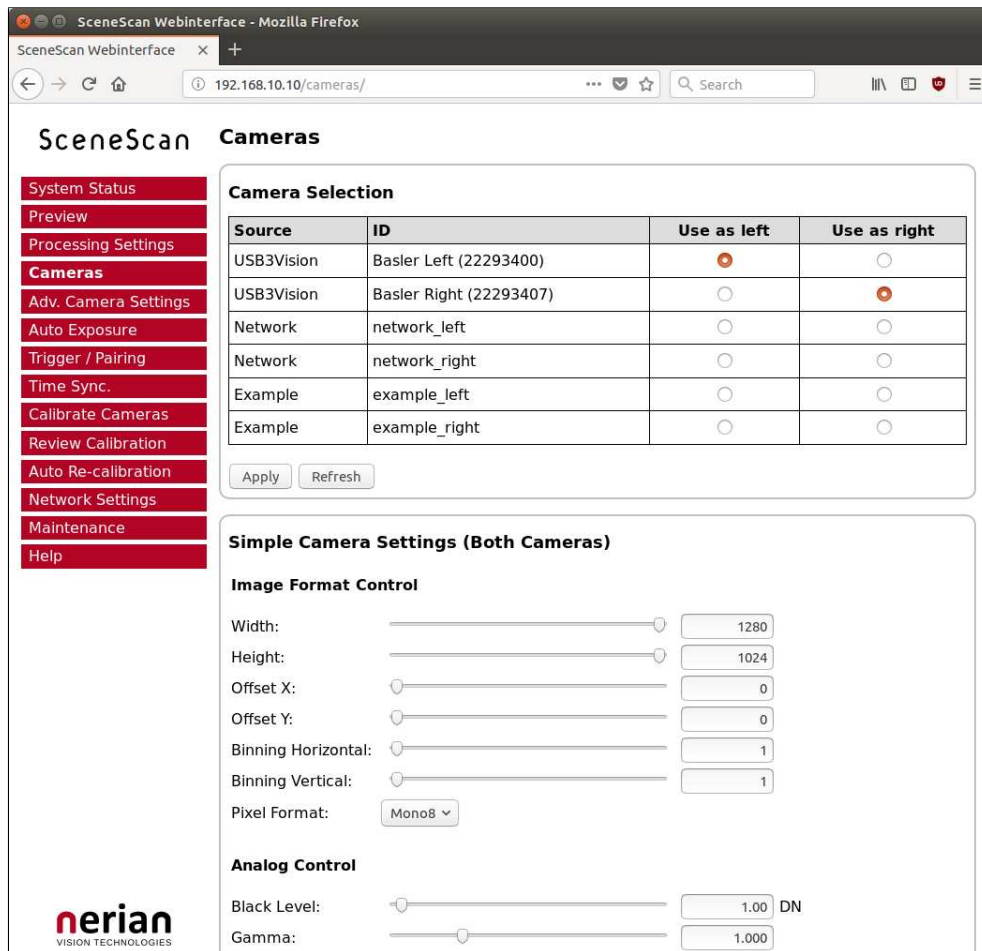 SceneScan Webinterface - Mozilla Firefox
SceneScan Webinterface
192.168.10.10/cameras/
Search
SceneScan
System Status
Preview
Processing Settings
Cameras
Adv. Camera Settings
Auto Exposure
Trigger / Pairing
Time Sync.
Calibrate Cameras
Review Calibration
Auto Re-calibration
Network Settings
Maintenance
Help
nerian
VISION TECHNOLOGIES
Cameras
Camera Selection
Source ID Use as left Use as right
USB3Vision Basler Left (22293400)
USB3Vision Basler Right (22293407)
Network network_left
Network network_right
Example example_left
Example example_right
Apply Refresh
Simple Camera Settings (Both Cameras)
Image Format Control
Width: 1280
Height: 1024
Offset X: 0
Offset Y: 0
Binning Horizontal: 1
Binning Vertical: 1
Pixel Format: Mono8
Analog Control
Black Level: 1.00 DN
Gamma: 1.000